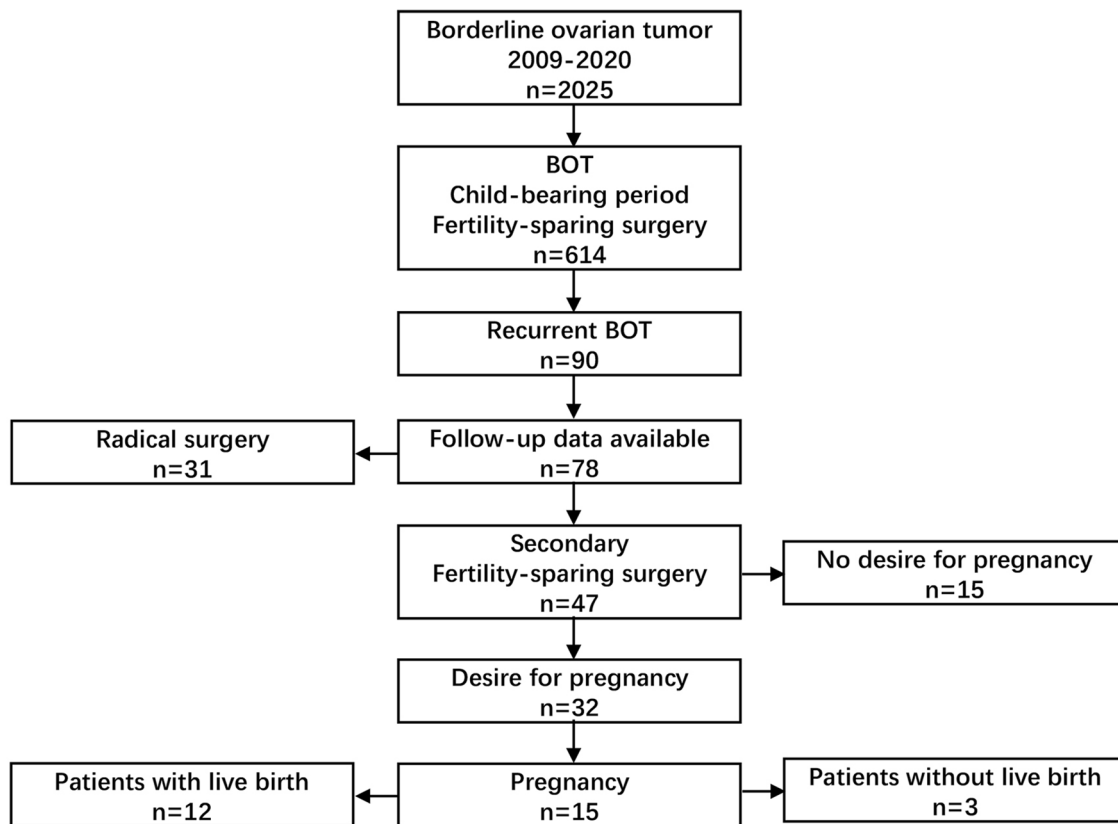 Borderline ovarian tumor
2009-2020
n=2025
BOT
Child-bearing period
Fertility-sparing surgery
n=614
Recurrent BOT
n=90
Radical surgery
n=31
Follow-up data available
n=78
Secondary
Fertility-sparing surgery
n=47
No desire for pregnancy
n=15
Desire for pregnancy
n=32
Patients with live birth
n=12
Pregnancy
n=15
Patients without live birth
n=3